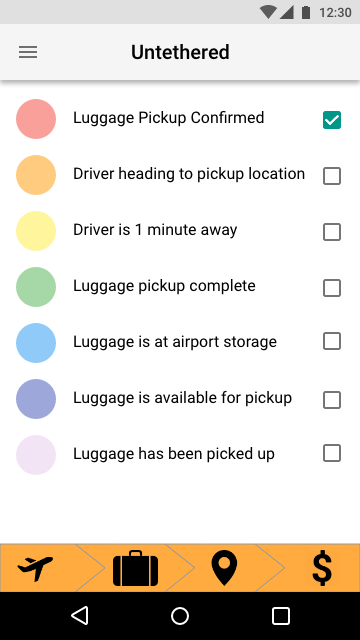 12:30
Untethered
Luggage Pickup Confirmed
Driver heading to pickup location
Driver is 1 minute away
Luggage pickup complete
Luggage is at airport storage
Luggage is available for pickup
Luggage has been picked up
$